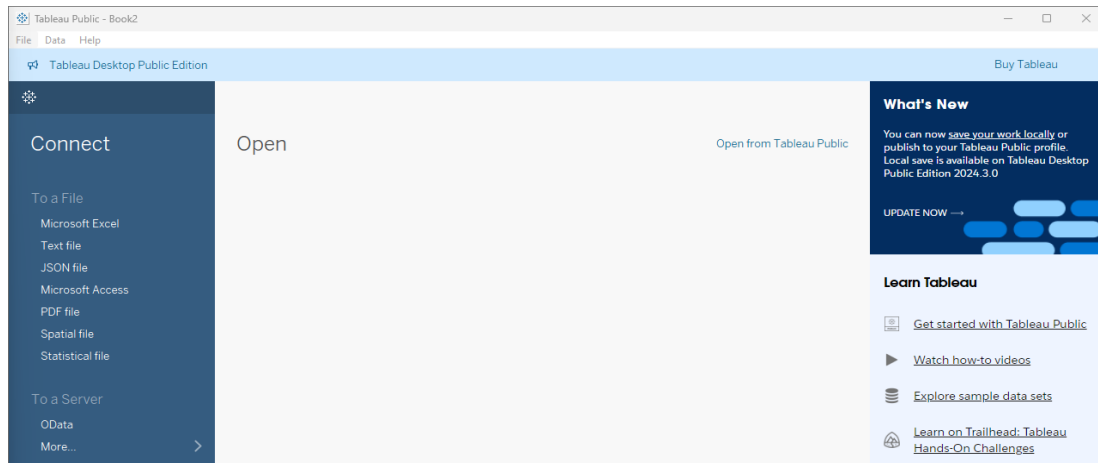 Tableau Public - Book2
File Data Help
Tableau Desktop Public Edition
Buy Tableau
Connect
To a File
Microsoft Excel
Text file
JSON file
Microsoft Access
PDF file
Spatial file
Statistical file
To a Server
OData
More...
Open
Open from Tableau Public
What's New
You can now save your work locally or
publish to your Tableau Public profile.
Local save is available on Tableau Desktop
Public Edition 2024.3.0
UPDATE NOW →
Learn Tableau
Get started with Tableau Public
Watch how-to videos
Explore sample data sets
Learn on Trailhead: Tableau
Hands-On Challenges